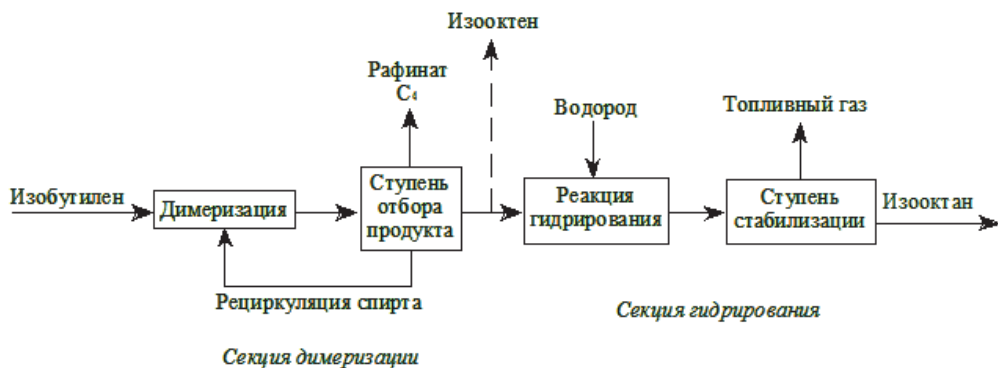 Изооктен
Рафинат
C₄
Водород
Топливный газ
Изобутилен
Димеризация
Ступень
отбора
продукта
Реакция
гидрирования
Ступень
стабилизации
Изооктан
Рециркуляция спирта
Секция гидрирования
Секция димеризации